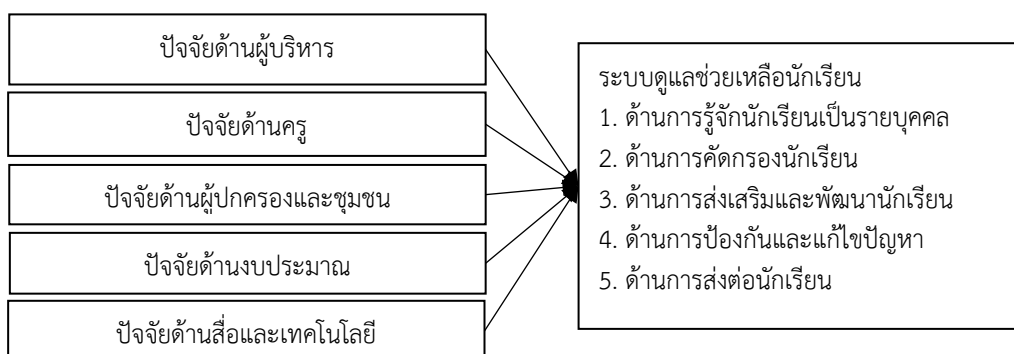 ปัจจัยด้านผู้บริหาร
ปัจจัยด้านครู
ปัจจัยด้านผู้ปกครองและชุมชน
ปัจจัยด้านงบประมาณ
ปัจจัยด้านสื่อและเทคโนโลยี
ระบบดูแลช่วยเหลือนักเรียน
1. ด้านการรู้จักนักเรียนเป็นรายบุคคล
2. ด้านการคัดกรองนักเรียน
3. ด้านการส่งเสริมและพัฒนานักเรียน
4. ด้านการป้องกันและแก้ไขปัญหา
5. ด้านการส่งต่อนักเรียน